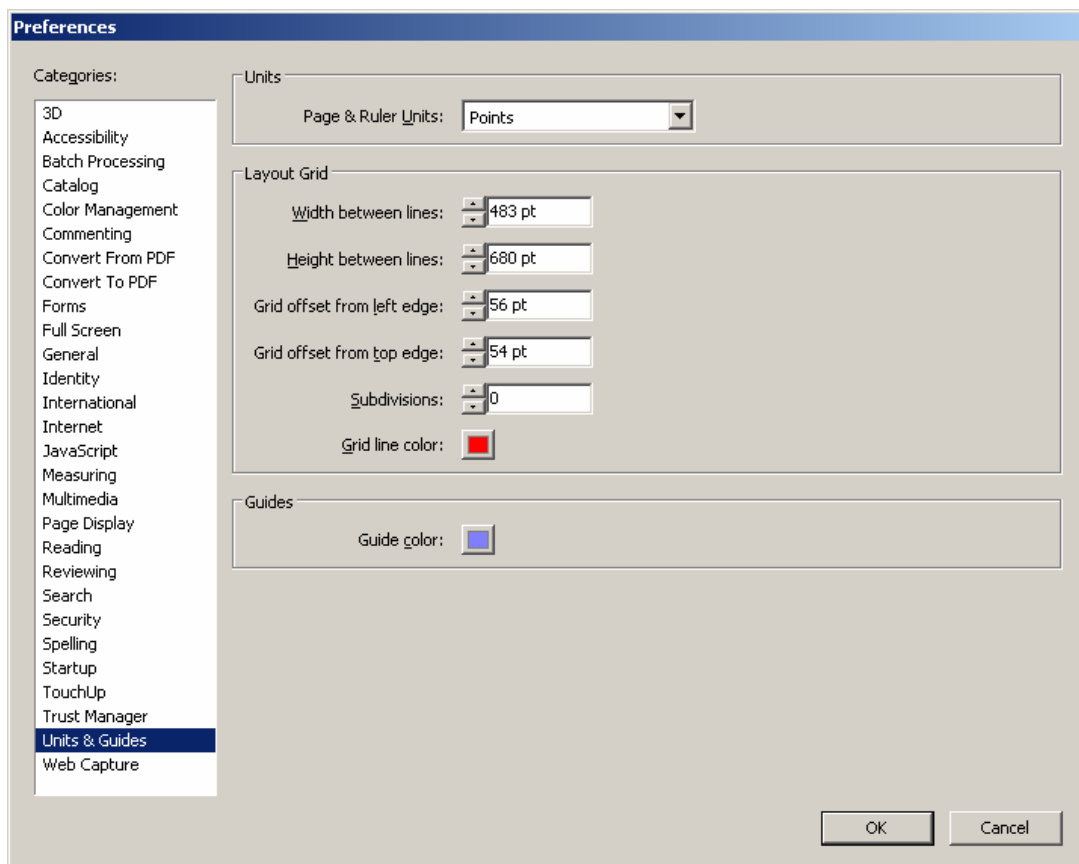 Preferences
Categories:
3D
Accessibility
Batch Processing
Catalog
Color Management
Commenting
Convert From PDF
Convert To PDF
Forms
Full Screen
General
Identity
International
Internet
JavaScript
Measuring
Multimedia
Page Display
Reading
Reviewing
Search
Security
Spelling
Startup
TouchUp
Trust Manager
Units & Guides
Web Capture
Units
Page & Ruler Units: Points
Layout Grid
Width between lines: 483 pt
Height between lines: 680 pt
Grid offset from left edge: 56 pt
Grid offset from top edge: 54 pt
Subdivisions: 0
Grid line color:
Guides
Guide color:
OK Cancel